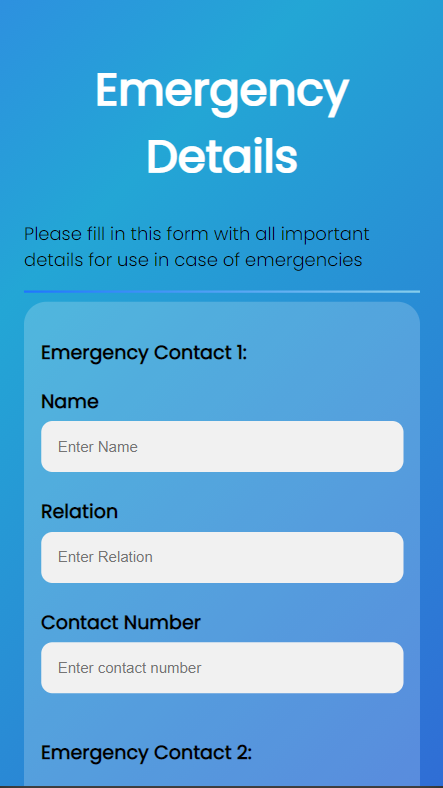 Emergency
Details
Please fill in this form with all important
details for use in case of emergencies
Emergency Contact 1:
Name
Enter Name
Relation
Enter Relation
Contact Number
Enter contact number
Emergency Contact 2: